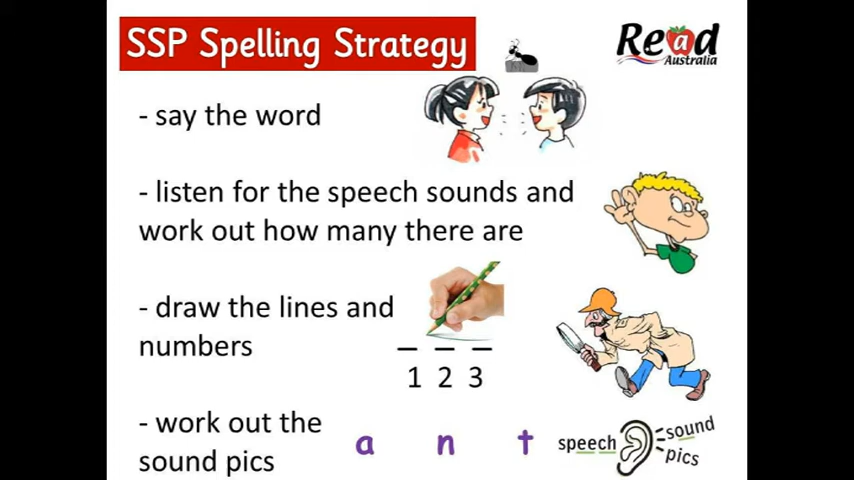 SSP Spelling Strategy
Read
Australia
- say the word
- listen for the speech sounds and
work out how many there are
- draw the lines and
numbers
1 2 3
- work out the
sound pics
a n t
speech sound
pics